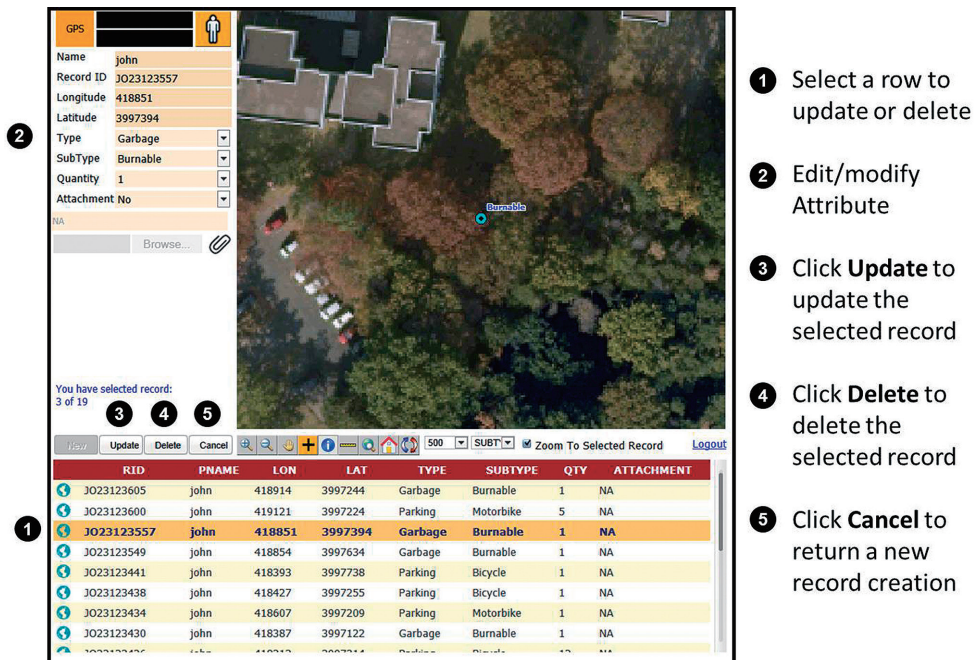 GPS
Name john
Record ID JO23123557
Longitude 418851
Latitude 3997394
2 Type Garbage
SubType Burnable
Quantity 1
Attachment No
NA
Browse...
Burnable
You have selected record:
3 of 19
3 4 5
New Update Delete Cancel 500 SUBT Zoom To Selected Record Logout
RID PNAME LON LAT TYPE SUBTYPE QTY ATTACHMENT
JO23123605 john 418914 3997244 Garbage Burnable 1 NA
JO23123600 john 419121 3997224 Parking Motorbike 5 NA
1 JO23123557 john 418851 3997394 Garbage Burnable 1 NA
JO23123549 john 418854 3997634 Garbage Burnable 1 NA
JO23123441 john 418393 3997738 Parking Bicycle 1 NA
JO23123438 john 418427 3997255 Parking Bicycle 1 NA
JO23123434 john 418607 3997209 Parking Motorbike 1 NA
JO23123430 john 418387 3997122 Garbage Burnable 1 NA
1 Select a row to
update or delete
2 Edit/modify
Attribute
3 Click Update to
update the
selected record
4 Click Delete to
delete the
selected record
5 Click Cancel to
return a new
record creation